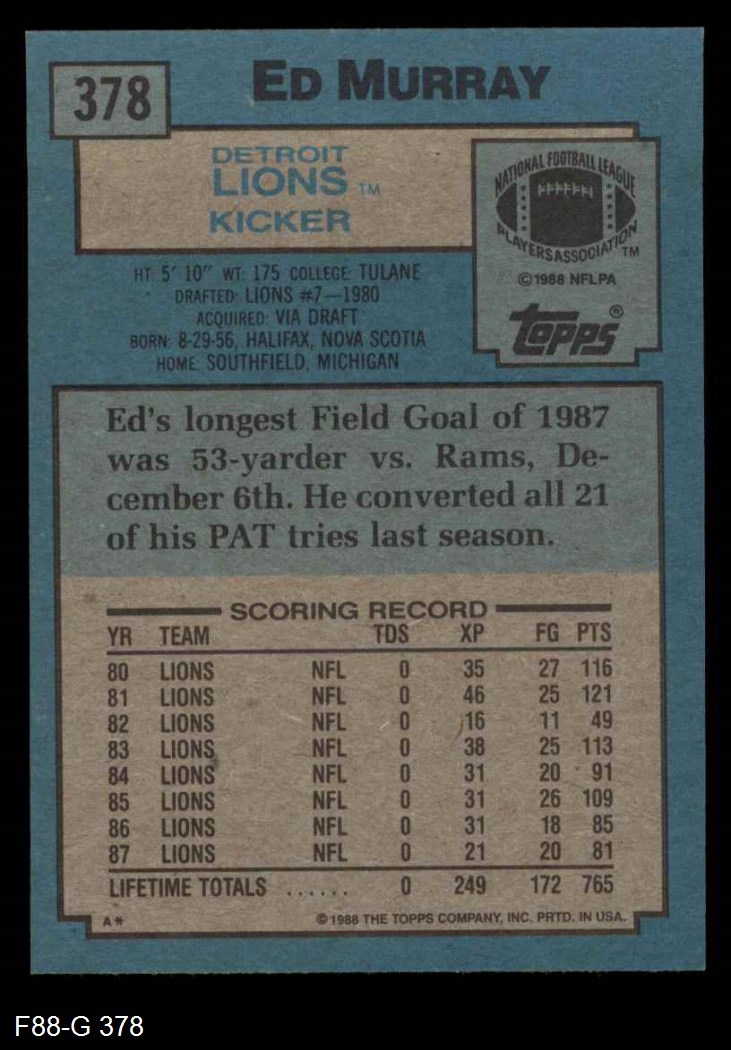 378
ED MURRAY
DETROIT
LIONS TM
KICKER
NATIONAL FOOTBALL LEAGUE
PLAYERS ASSOCIATION TM
©1988 NFLPA
TOPPS®
HT: 5' 10" WT: 175 COLLEGE: TULANE
DRAFTED: LIONS #7—1980
ACQUIRED: VIA DRAFT
BORN: 8-29-56, HALIFAX, NOVA SCOTIA
HOME: SOUTHFIELD, MICHIGAN
Ed's longest Field Goal of 1987
was 53-yarder vs. Rams, De-
cember 6th. He converted all 21
of his PAT tries last season.
SCORING RECORD
YR TEAM TDS XP FG PTS
80 LIONS NFL 0 35 27 116
81 LIONS NFL 0 46 25 121
82 LIONS NFL 0 16 11 49
83 LIONS NFL 0 38 25 113
84 LIONS NFL 0 31 20 91
85 LIONS NFL 0 31 26 109
86 LIONS NFL 0 31 18 85
87 LIONS NFL 0 21 20 81
LIFETIME TOTALS ...... 0 249 172 765
A* ©1988 THE TOPPS COMPANY, INC. PRTD. IN USA.
F88-G 378